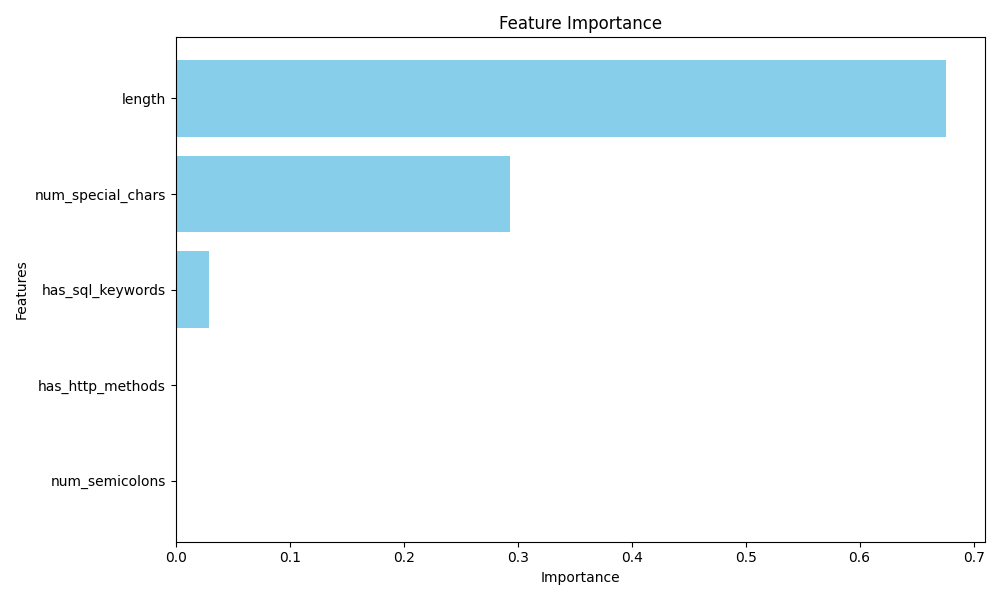 Feature Importance
length
num_special_chars
has_sql_keywords
has_http_methods
num_semicolons
Features
0.0 0.1 0.2 0.3 0.4 0.5 0.6 0.7
Importance